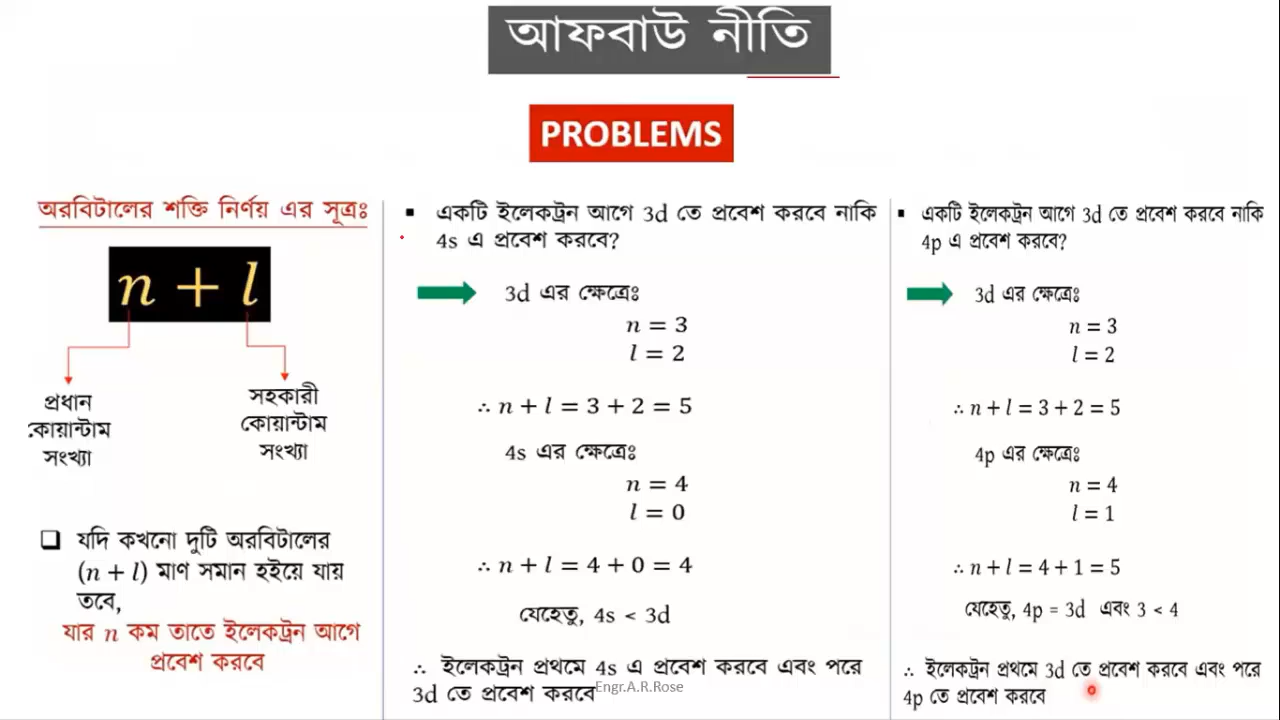 আফবাউ নীতি
PROBLEMS
অরবিটালের শক্তি নির্ণয় এর সূত্রঃ
n + l
প্রধান
কোয়ান্টাম
সংখ্যা
সহকারী
কোয়ান্টাম
সংখ্যা
❑ যদি কখনো দুটি অরবিটালের
(n + l) মাণ সমান হইয়ে যায়
তবে,
যার n কম তাতে ইলেকট্রন আগে
প্রবেশ করবে
▪ একটি ইলেকট্রন আগে 3d তে প্রবেশ করবে নাকি
4s এ প্রবেশ করবে?
3d এর ক্ষেত্রেঃ
n = 3
l = 2
∴ n + l = 3 + 2 = 5
4s এর ক্ষেত্রেঃ
n = 4
l = 0
∴ n + l = 4 + 0 = 4
যেহেতু, 4s < 3d
∴ ইলেকট্রন প্রথমে 4s এ প্রবেশ করবে এবং পরে
3d তে প্রবেশ করবে
Engr.A.R.Rose
▪ একটি ইলেকট্রন আগে 3d তে প্রবেশ করবে নাকি
4p এ প্রবেশ করবে?
3d এর ক্ষেত্রেঃ
n = 3
l = 2
∴ n + l = 3 + 2 = 5
4p এর ক্ষেত্রেঃ
n = 4
l = 1
∴ n + l = 4 + 1 = 5
যেহেতু, 4p = 3d এবং 3 < 4
∴ ইলেকট্রন প্রথমে 3d তে প্রবেশ করবে এবং পরে
4p তে প্রবেশ করবে